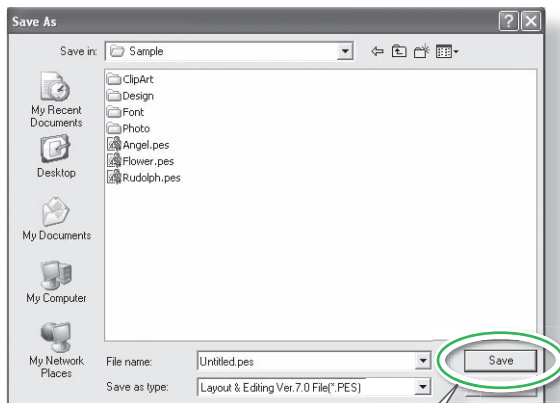 Save As
Save in: Sample
My Recent
Documents
Desktop
My Documents
My Computer
My Network
Places
ClipArt
Design
Font
Photo
Angel.pes
Flower.pes
Rudolph.pes
File name: Untitled.pes Save
Save as type: Layout & Editing Ver.7.0 File(*.PES)